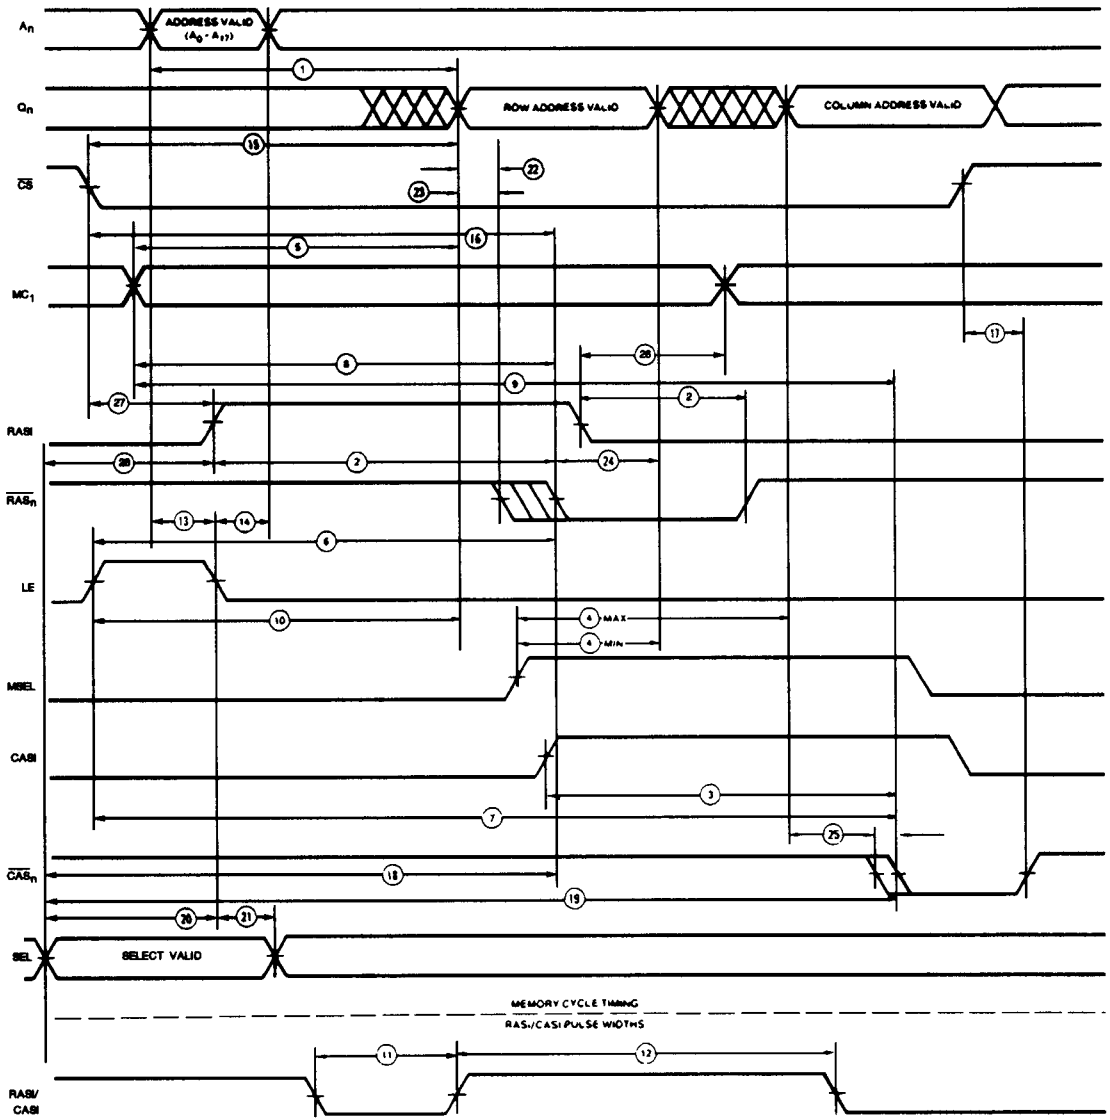 An
ADDRESS VALID
(A0 - A17)
1
Qn
ROW ADDRESS VALID
COLUMN ADDRESS VALID
15
22
CS
23
16
5
MC1
17
8
26
9
27
2
RASI
28
2
24
RASn
13
14
6
LE
10
4 MAX
4 MIN
MSEL
CASI
3
7
25
CASn
18
19
20
21
SEL
SELECT VALID
MEMORY CYCLE TIMING
RASI/CASI PULSE WIDTHS
11
12
RASI/
CASI